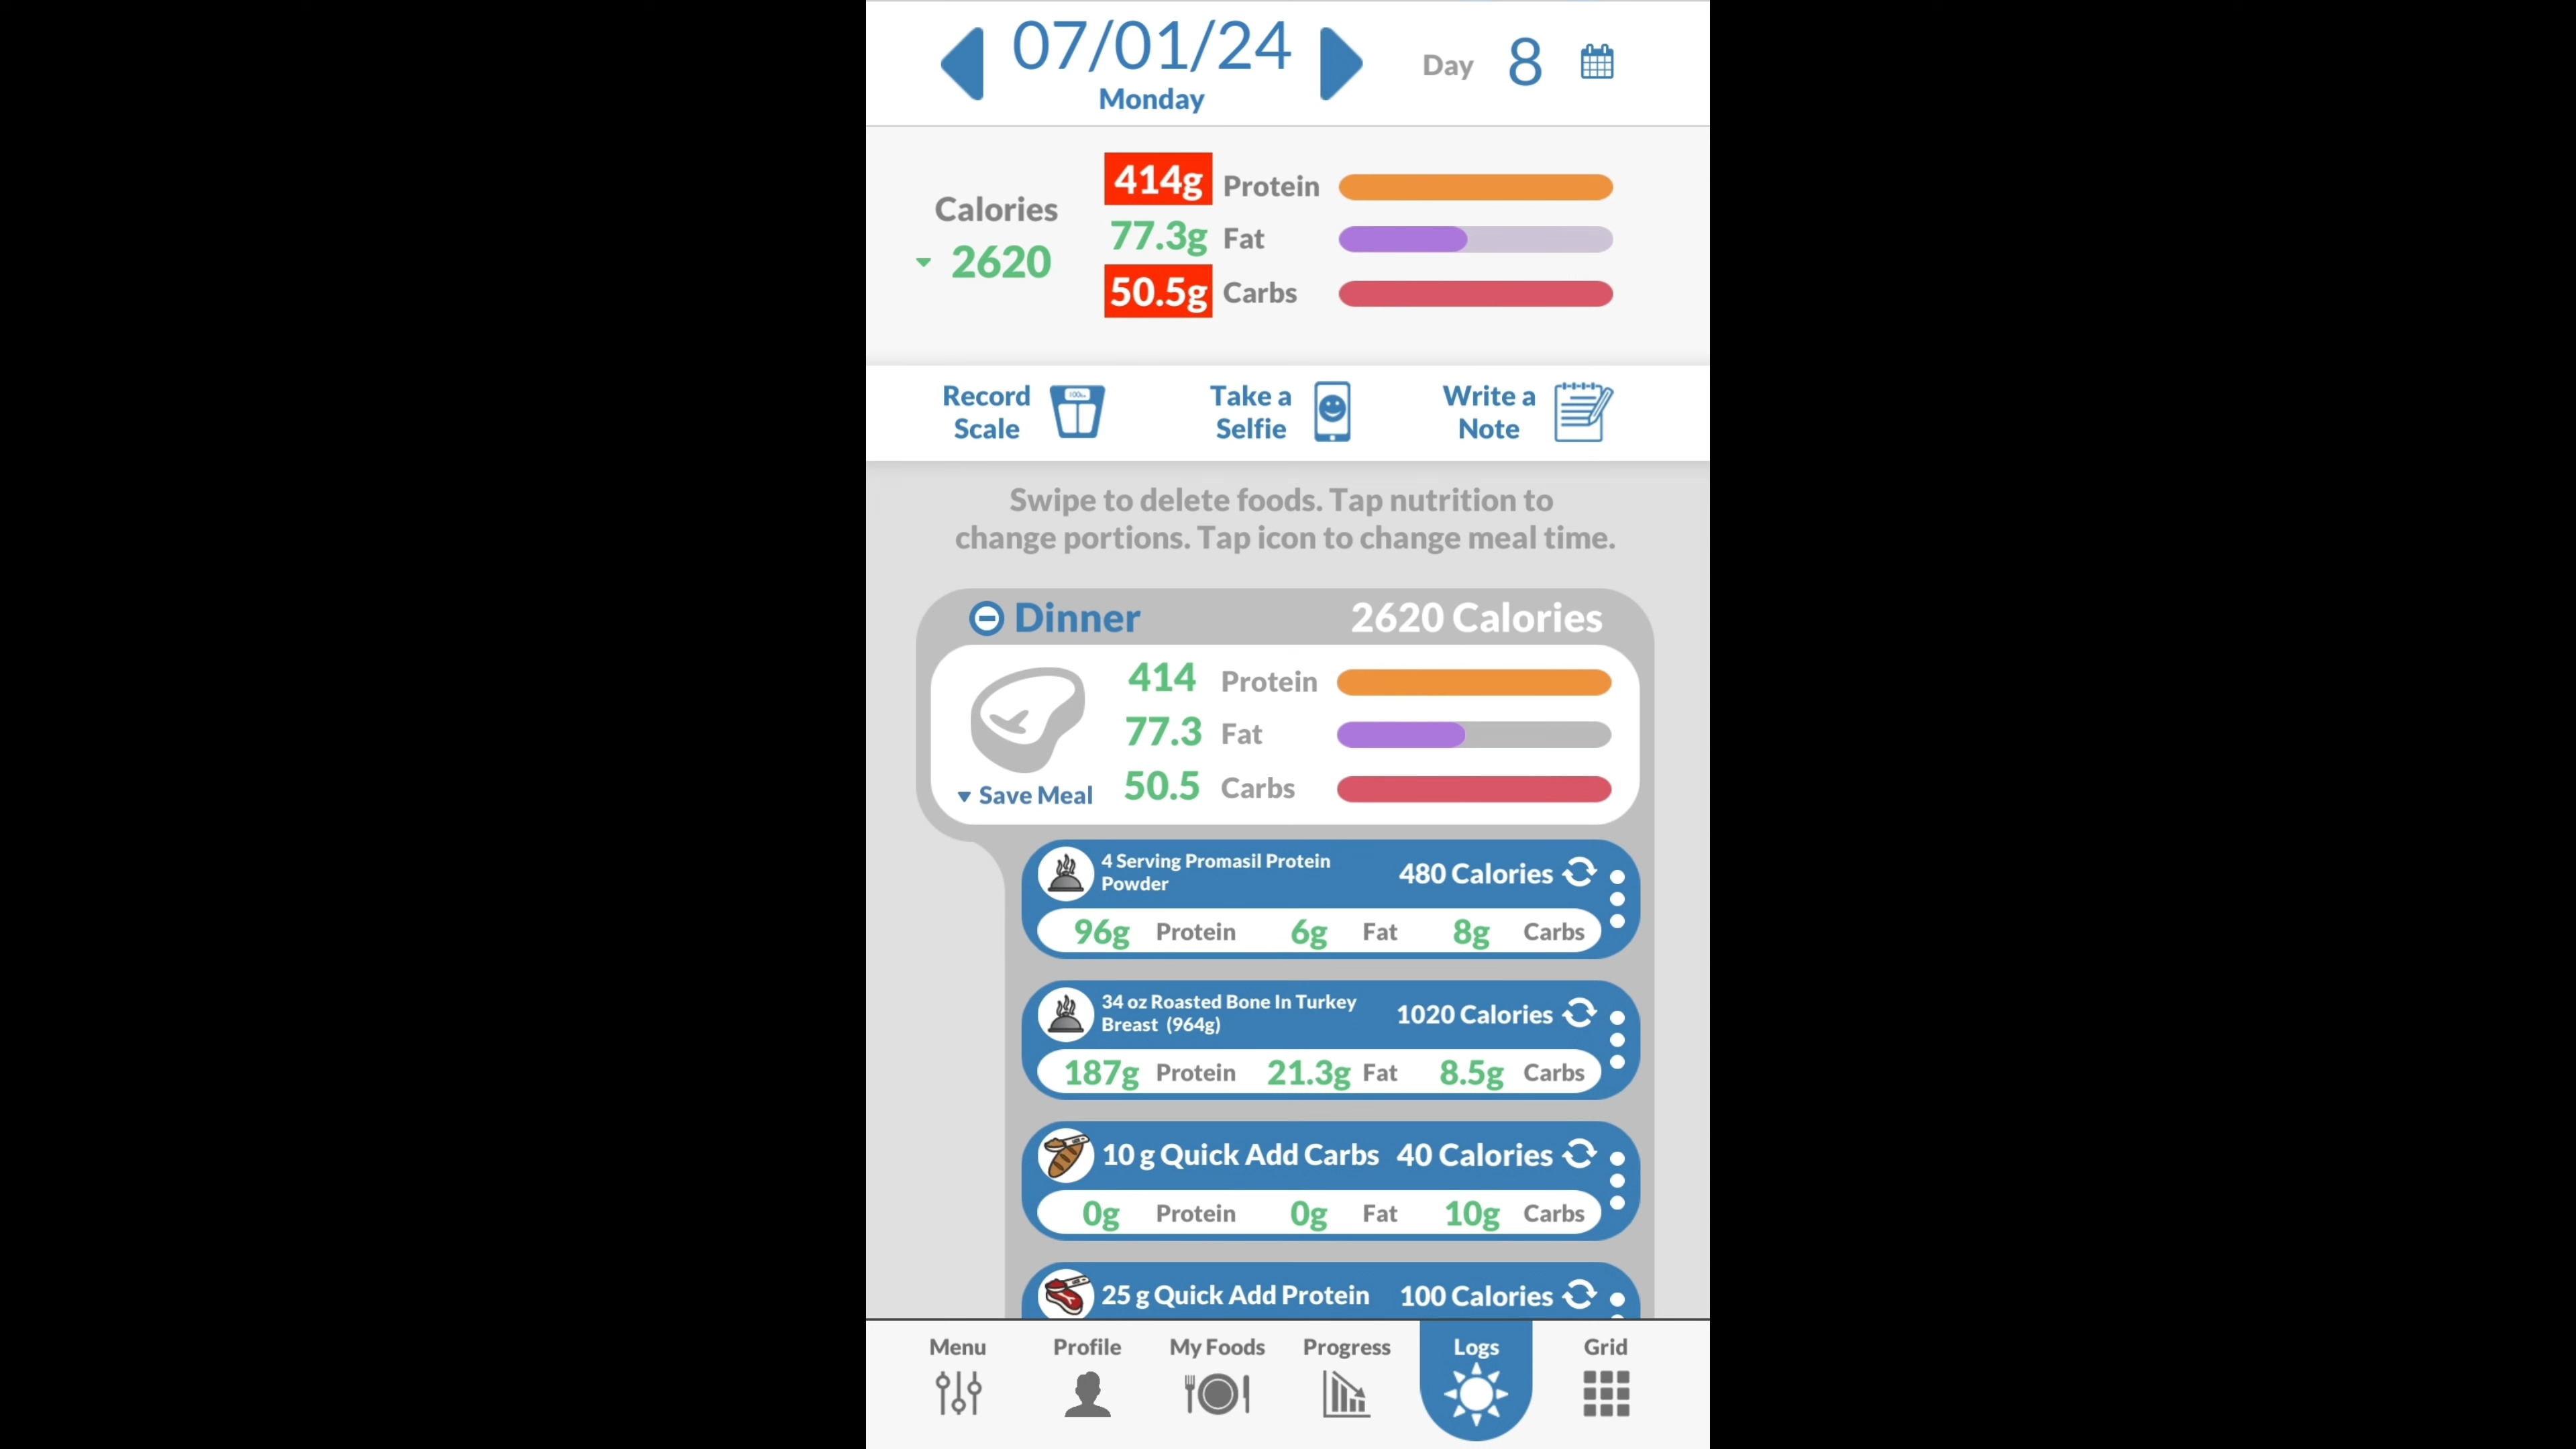 07/01/24
Monday
Day 8
Calories
2620
414g Protein
77.3g Fat
50.5g Carbs
Record
Scale
Take a
Selfie
Write a
Note
Swipe to delete foods. Tap nutrition to
change portions. Tap icon to change meal time.
Dinner 2620 Calories
414 Protein
77.3 Fat
50.5 Carbs
Save Meal
4 Serving Promasil Protein
Powder
480 Calories
96g Protein 6g Fat 8g Carbs
34 oz Roasted Bone In Turkey
Breast (964g)
1020 Calories
187g Protein 21.3g Fat 8.5g Carbs
10 g Quick Add Carbs 40 Calories
0g Protein 0g Fat 10g Carbs
25 g Quick Add Protein 100 Calories
Menu Profile My Foods Progress Logs Grid